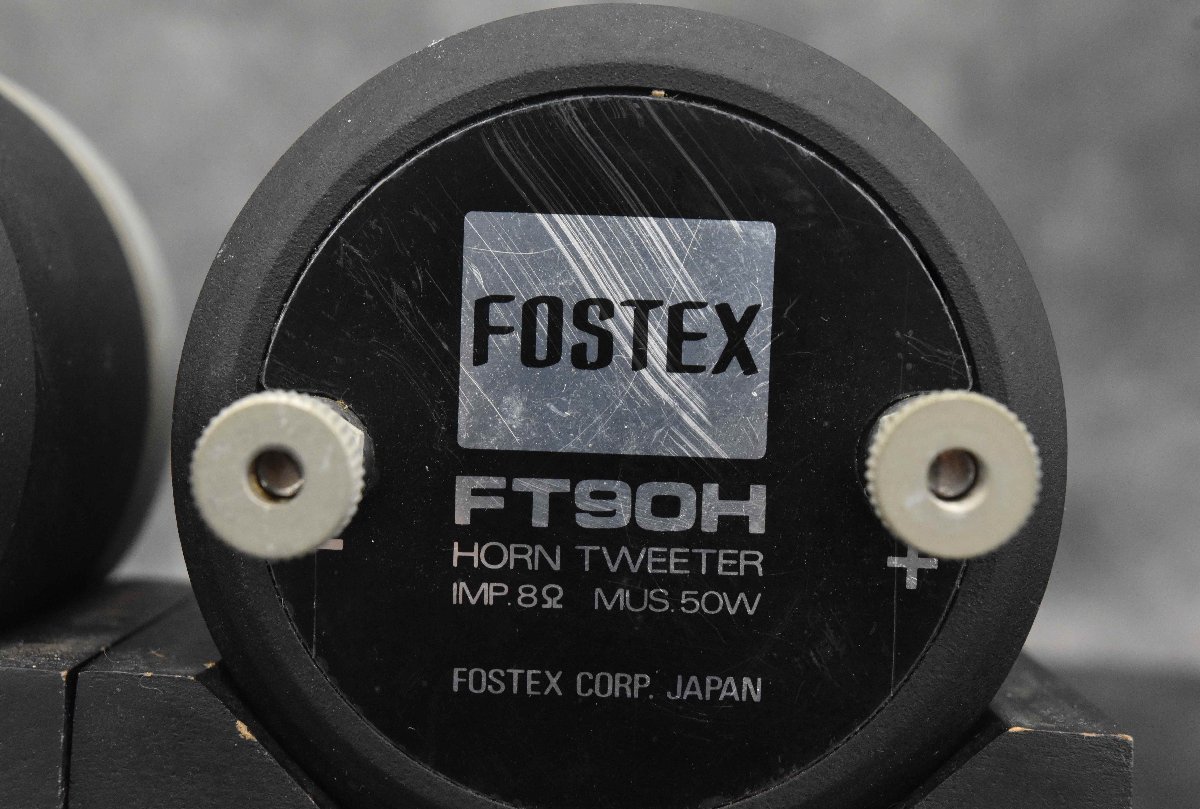 FOSTEX
FT90H
HORN TWEETER
IMP.8Ω MUS.50W
- +
FOSTEX CORP. JAPAN